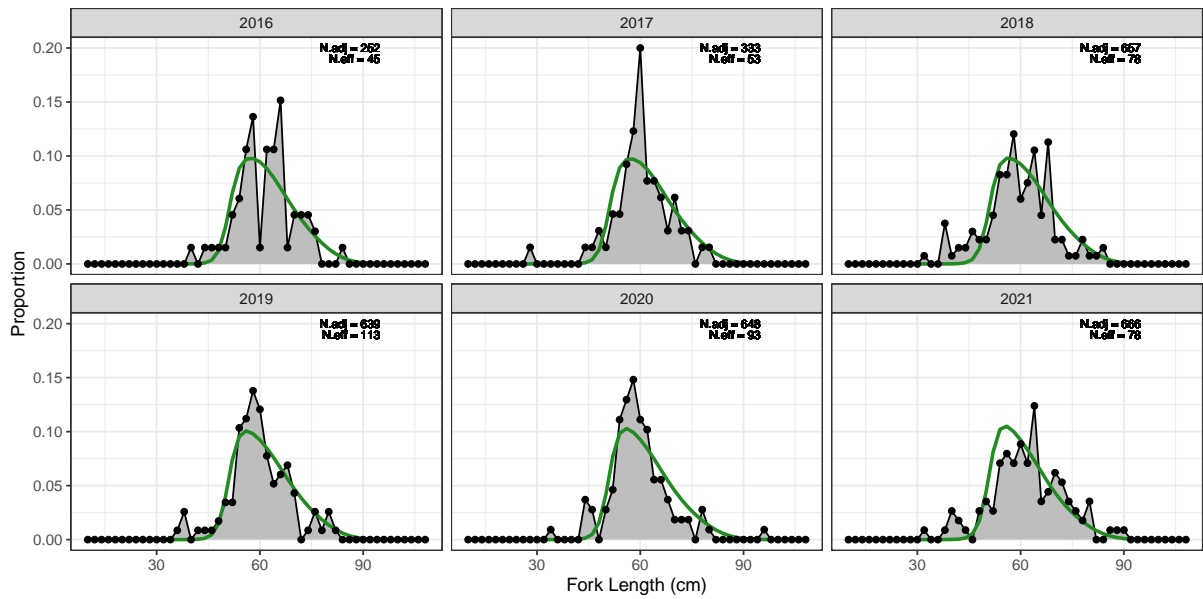 2016 2017 2018
0.20
0.15
0.10
0.05
0.00
N.adj = 252
N.eff = 45
N.adj = 333
N.eff = 53
N.adj = 657
N.eff = 78
2019 2020 2021
0.20
0.15
0.10
0.05
0.00
N.adj = 639
N.eff = 113
N.adj = 648
N.eff = 93
N.adj = 666
N.eff = 78
30 60 90 30 60 90 30 60 90
Proportion
Fork Length (cm)